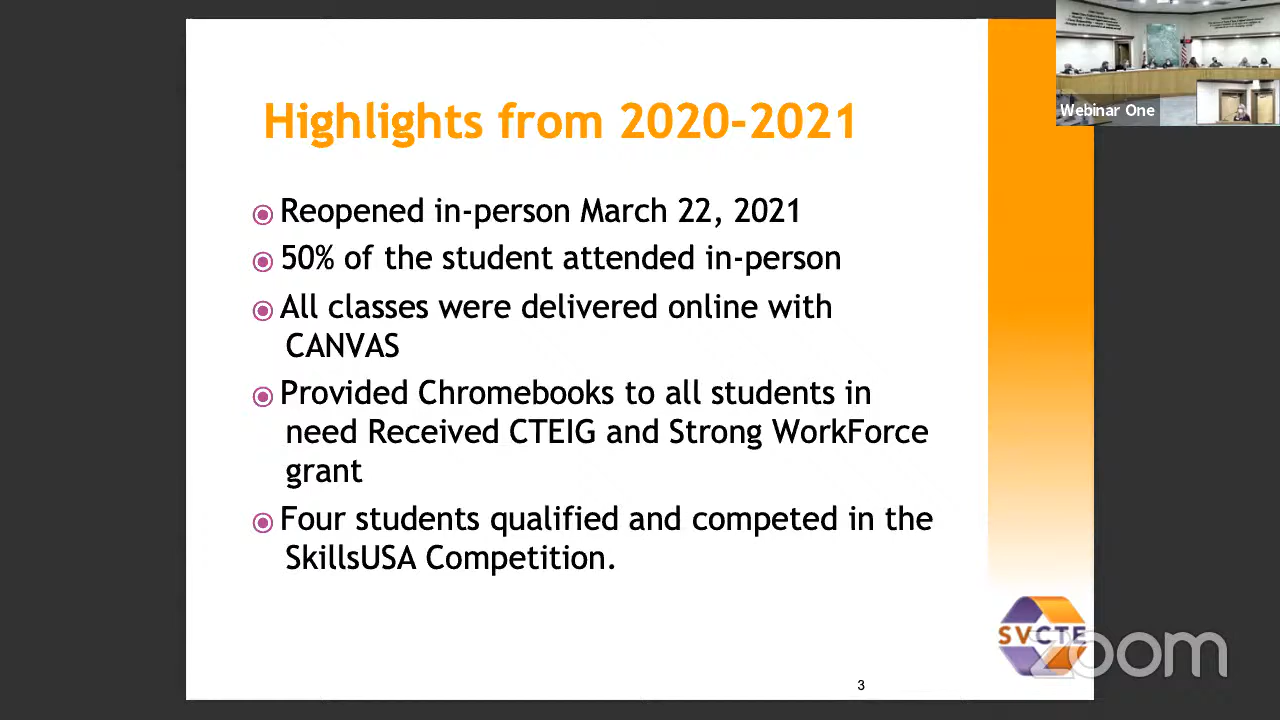 Highlights from 2020-2021
Reopened in-person March 22, 2021
50% of the student attended in-person
All classes were delivered online with
CANVAS
Provided Chromebooks to all students in
need Received CTEIG and Strong WorkForce
grant
Four students qualified and competed in the
SkillsUSA Competition.
3
SVCTE
zoom
Webinar One